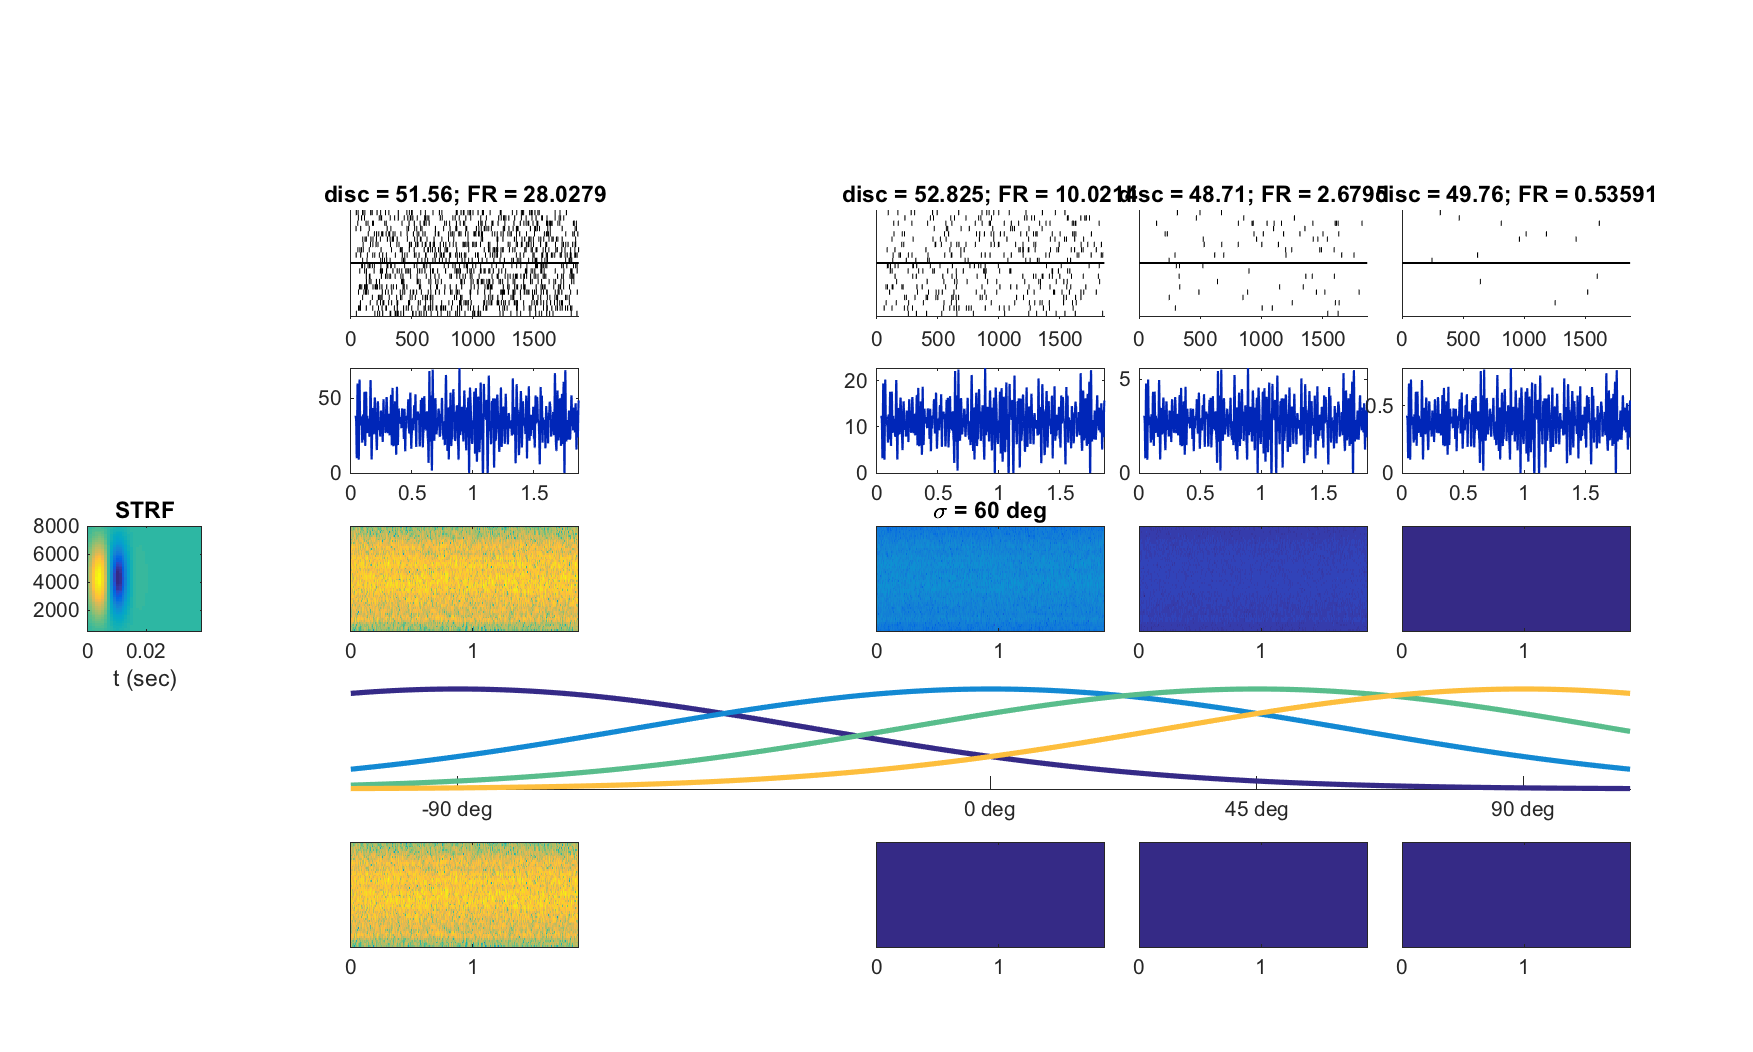 disc = 51.56; FR = 28.0279
disc = 52.825; FR = 10.0214
disc = 48.71; FR = 2.6795
disc = 49.76; FR = 0.53591
0 500 1000 1500
0 500 1000 1500
0 500 1000 1500
0 500 1000 1500
50
0
0 0.5 1 1.5
20
10
0
0 0.5 1 1.5
5
0
0 0.5 1 1.5
0.5
0
0 0.5 1 1.5
STRF
8000
6000
4000
2000
0 0.02
t (sec)
σ = 60 deg
0 1
0 1
0 1
0 1
-90 deg
0 deg
45 deg
90 deg
0 1
0 1
0 1
0 1